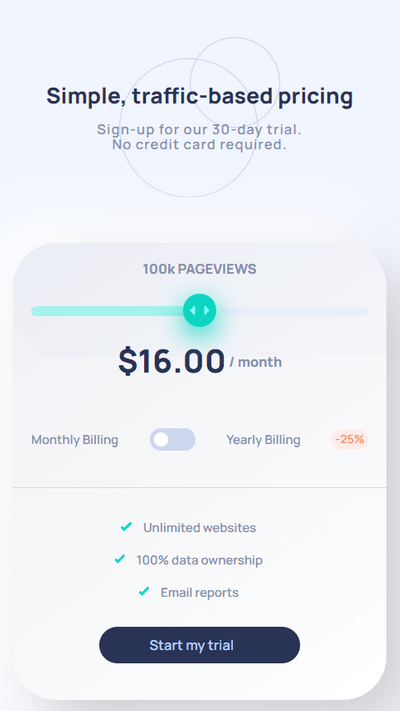 Simple, traffic-based pricing
Sign-up for our 30-day trial.
No credit card required.
100k PAGEVIEWS
$16.00 / month
Monthly Billing Yearly Billing -25%
Unlimited websites
100% data ownership
Email reports
Start my trial